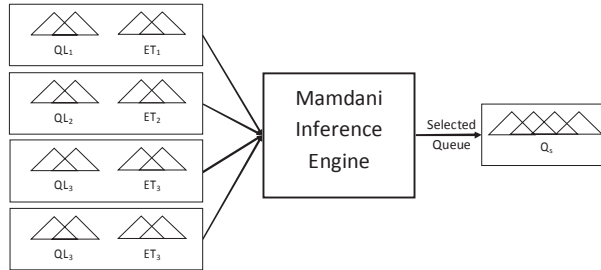 QL₁ ET₁
QL₂ ET₂
QL₃ ET₃
QL₃ ET₃
Mamdani
Inference
Engine
Selected
Queue
Qₛ